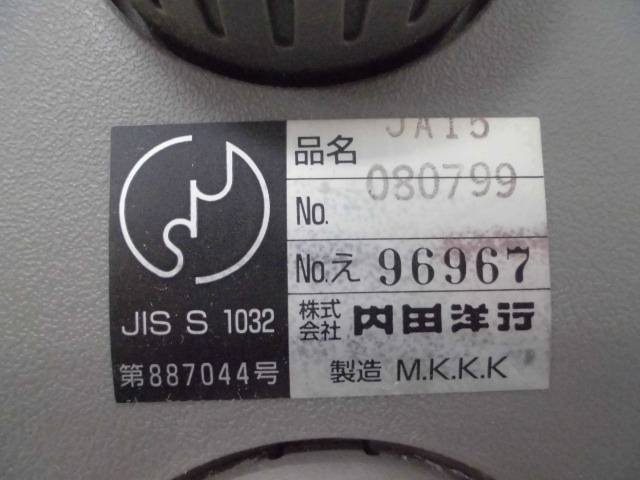 JIS S 1032
第887044号
品名 JA15
No. 080799
No.え 96967
株式会社 内田洋行
製造 M.K.K.K